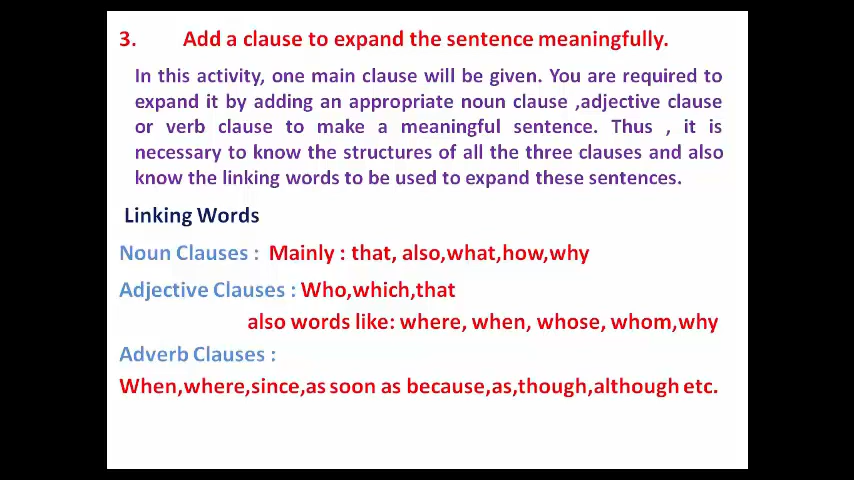 3. Add a clause to expand the sentence meaningfully.
In this activity, one main clause will be given. You are required to
expand it by adding an appropriate noun clause ,adjective clause
or verb clause to make a meaningful sentence. Thus , it is
necessary to know the structures of all the three clauses and also
know the linking words to be used to expand these sentences.
Linking Words
Noun Clauses : Mainly : that, also,what,how,why
Adjective Clauses : Who,which,that
also words like: where, when, whose, whom,why
Adverb Clauses :
When,where,since,as soon as because,as,though,although etc.